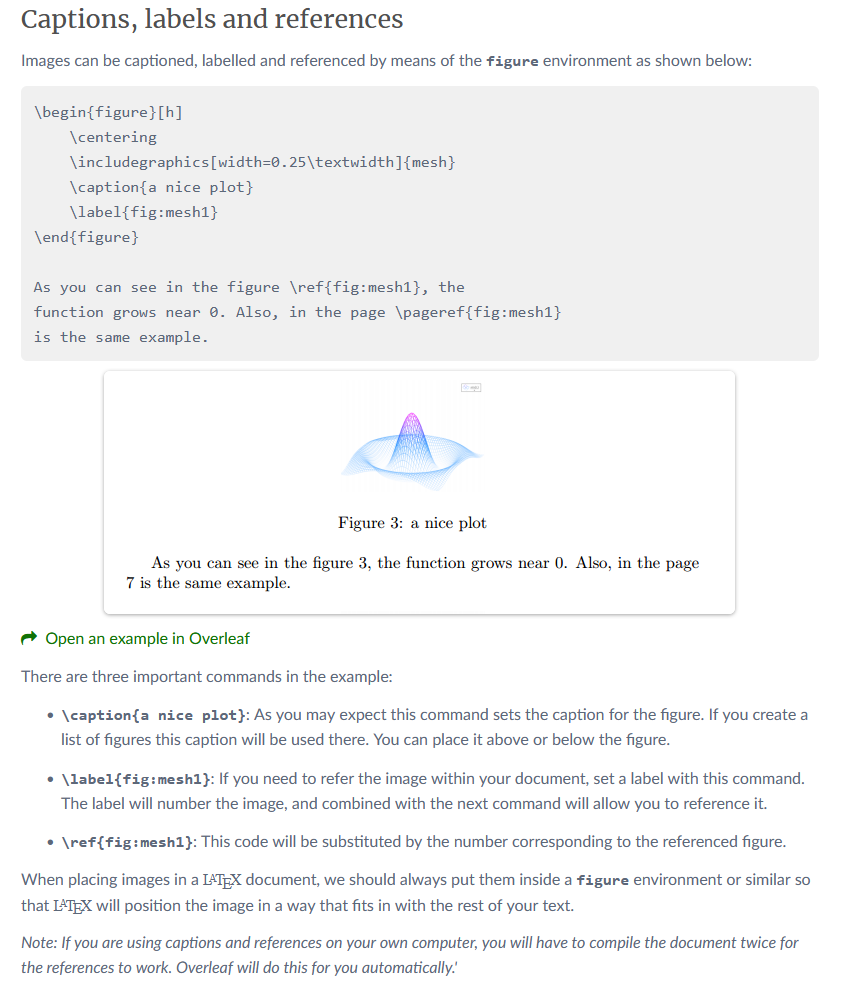 Captions, labels and references
Images can be captioned, labelled and referenced by means of the figure environment as shown below:
\begin{figure}[h]
    \centering
    \includegraphics[width=0.25\textwidth]{mesh}
    \caption{a nice plot}
    \label{fig:mesh1}
\end{figure}
As you can see in the figure \ref{fig:mesh1}, the
function grows near 0. Also, in the page \pageref{fig:mesh1}
is the same example.
Figure 3: a nice plot
As you can see in the figure 3, the function grows near 0. Also, in the page
7 is the same example.
Open an example in Overleaf
There are three important commands in the example:
• \caption{a nice plot}: As you may expect this command sets the caption for the figure. If you create a
list of figures this caption will be used there. You can place it above or below the figure.
• \label{fig:mesh1}: If you need to refer the image within your document, set a label with this command.
The label will number the image, and combined with the next command will allow you to reference it.
• \ref{fig:mesh1}: This code will be substituted by the number corresponding to the referenced figure.
When placing images in a LATEX document, we should always put them inside a figure environment or similar so
that LATEX will position the image in a way that fits in with the rest of your text.
Note: If you are using captions and references on your own computer, you will have to compile the document twice for
the references to work. Overleaf will do this for you automatically.'